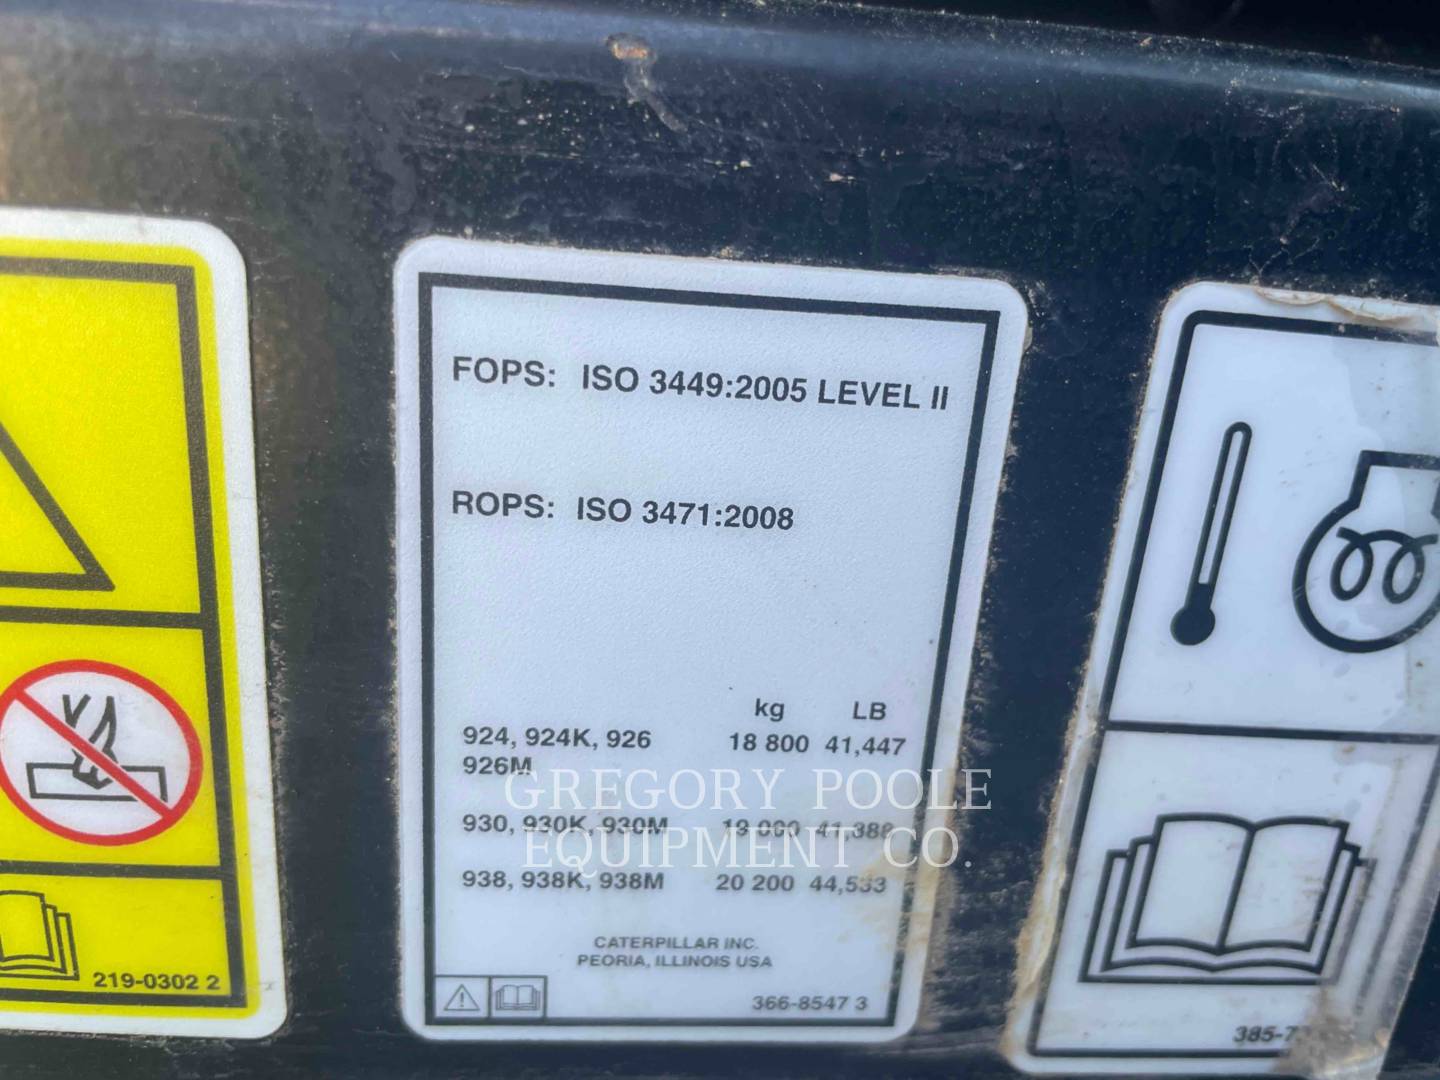 FOPS: ISO 3449:2005 LEVEL II
ROPS: ISO 3471:2008
kg LB
924, 924K, 926 18 800 41,447
926M
GREGORY POOLE
930, 930K, 930M
EQUIPMENT CO.
938, 938K, 938M 20 200 44,533
CATERPILLAR INC.
PEORIA, ILLINOIS USA
366-8547 3
219-0302 2